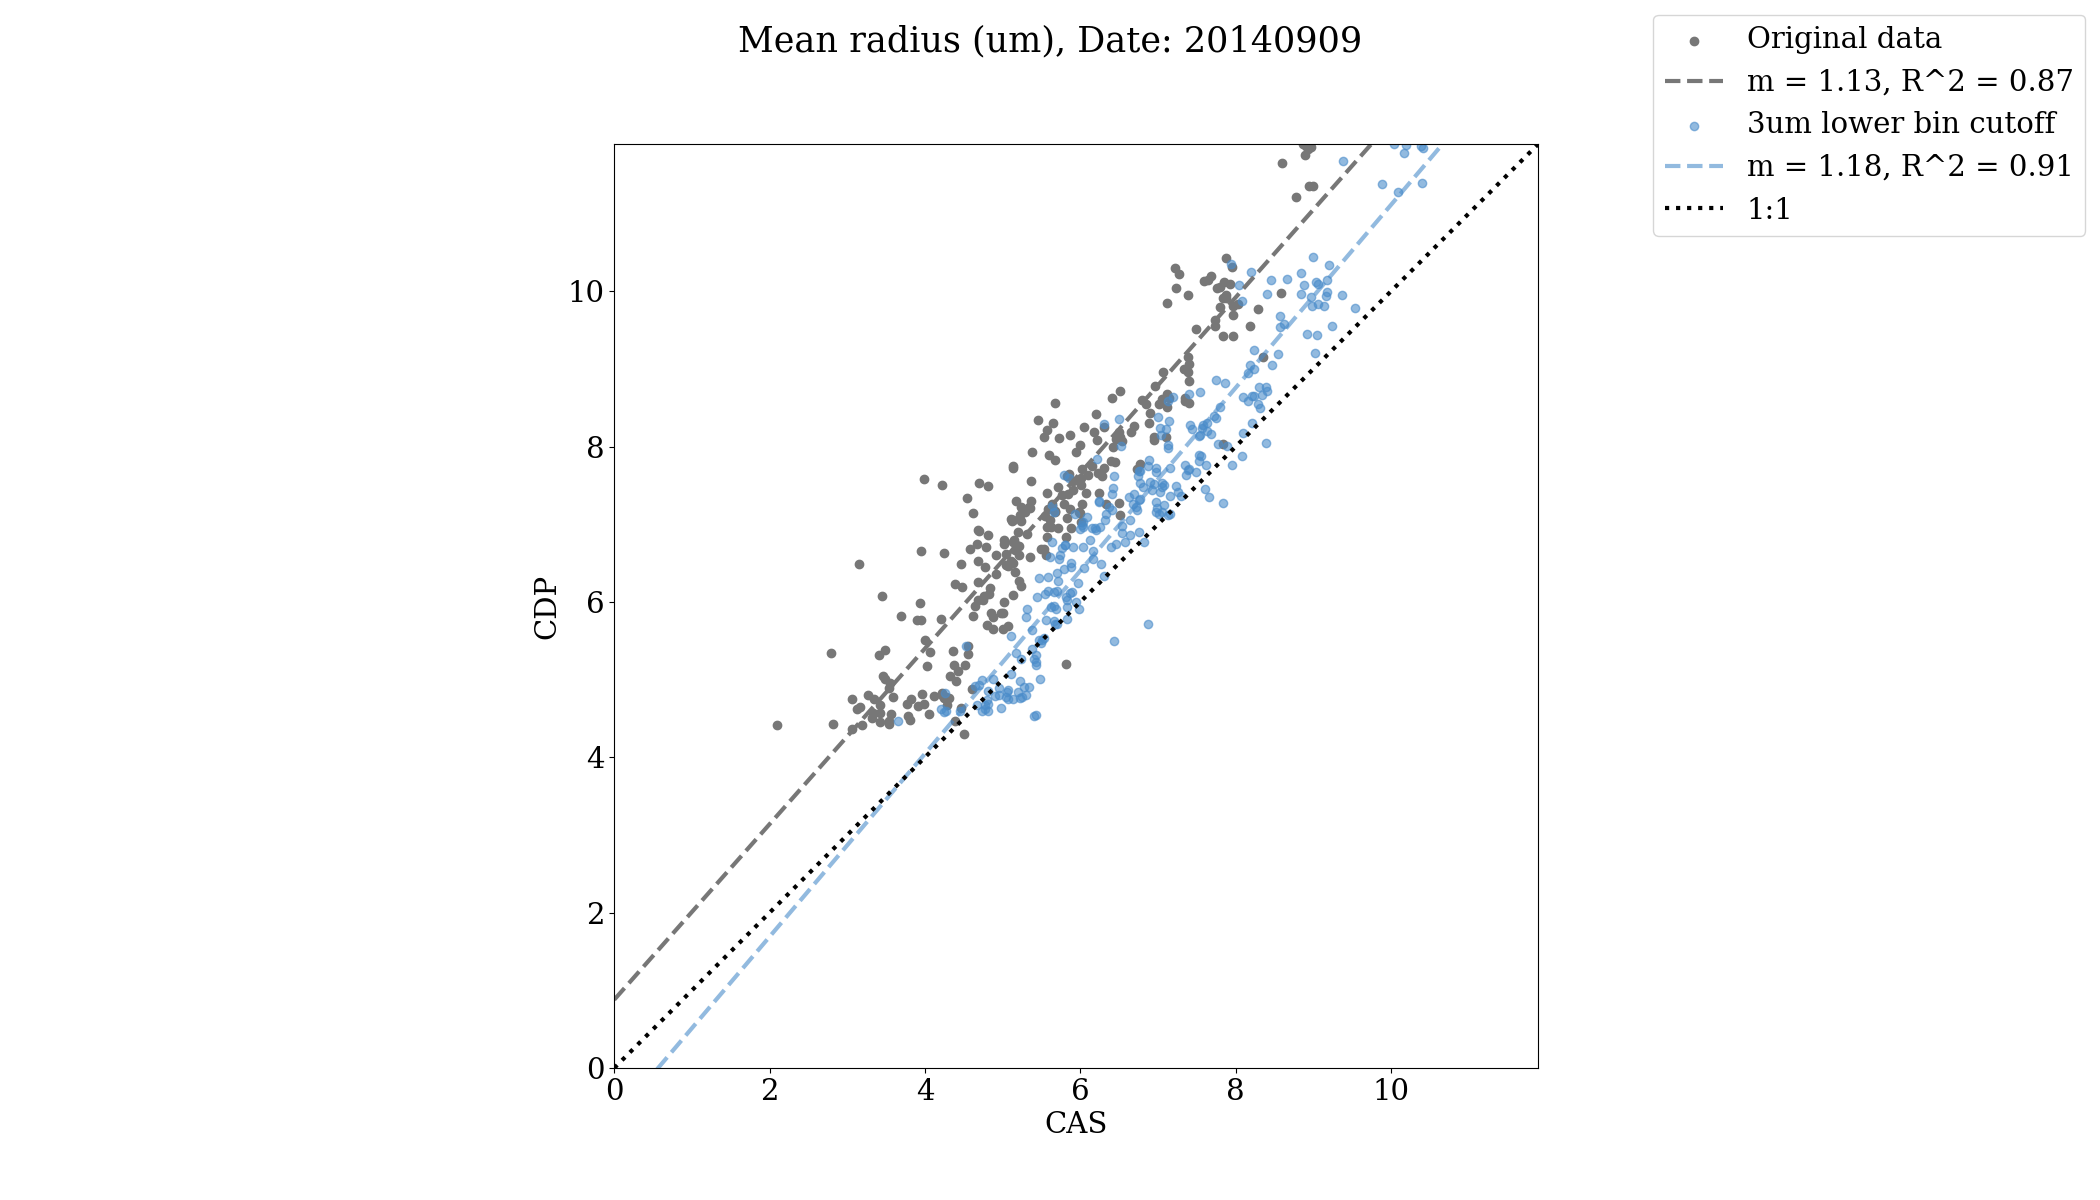 Mean radius (um), Date: 20140909
Original data
m = 1.13, R^2 = 0.87
3um lower bin cutoff
m = 1.18, R^2 = 0.91
1:1
10
8
6
4
2
0
CDP
0 2 4 6 8 10
CAS